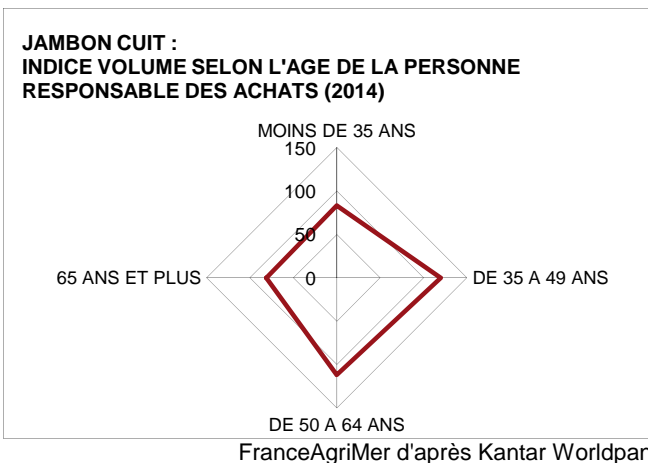 JAMBON CUIT :
INDICE VOLUME SELON L'AGE DE LA PERSONNE
RESPONSABLE DES ACHATS (2014)
MOINS DE 35 ANS
150
100
50
65 ANS ET PLUS
0
DE 35 A 49 ANS
DE 50 A 64 ANS
FranceAgriMer d'après Kantar Worldpan